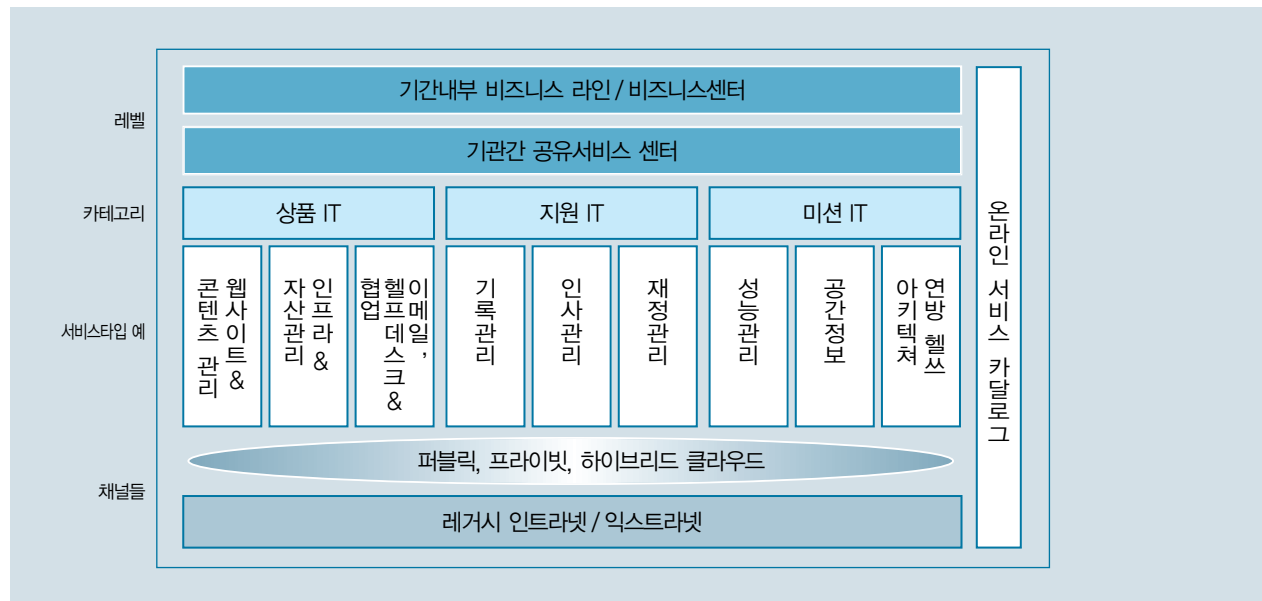 레벨
기간내부 비즈니스 라인 / 비즈니스센터
기관간 공유서비스 센터
카테고리
상품 IT
지원 IT
미션 IT
서비스타입 예
웹사이트 &
콘텐츠 관리
인프라 &
자산관리
이메일,
헬프데스크 &
협업
기록관리
인사관리
재정관리
성능관리
공간정보
연방 헬쓰
아키텍쳐
채널들
퍼블릭, 프라이빗, 하이브리드 클라우드
레거시 인트라넷 / 익스트라넷
온라인 서비스 카달로그